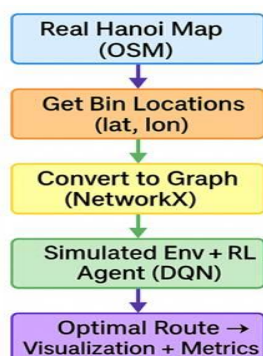 Real Hanoi Map
(OSM)
Get Bin Locations
(lat, lon)
Convert to Graph
(NetworkX)
Simulated Env + RL
Agent (DQN)
Optimal Route →
Visualization + Metrics